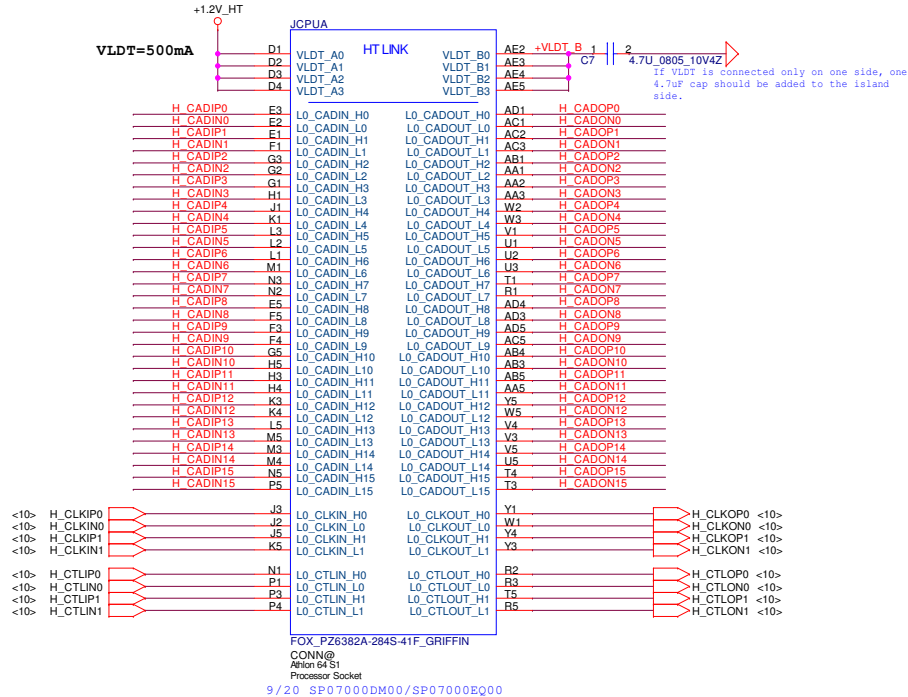 +1.2V_HT
JCPUA
VLDT=500mA
HT LINK
D1 VLDT_A0 VLDT_B0 AE2 +VLDT_B 1 2
D2 VLDT_A1 VLDT_B1 AE3 C7 4.7U_0805_10V4Z
D3 VLDT_A2 VLDT_B2 AE4
D4 VLDT_A3 VLDT_B3 AE5
If VLDT is connected only on one side, one
4.7uF cap should be added to the island
side.
H_CADIP0 E3 L0_CADIN_H0 L0_CADOUT_H0 AD1 H_CADOP0
H_CADIN0 E2 L0_CADIN_L0 L0_CADOUT_L0 AC1 H_CADON0
H_CADIP1 E1 L0_CADIN_H1 L0_CADOUT_H1 AC2 H_CADOP1
H_CADIN1 F1 L0_CADIN_L1 L0_CADOUT_L1 AC3 H_CADON1
H_CADIP2 G3 L0_CADIN_H2 L0_CADOUT_H2 AB1 H_CADOP2
H_CADIN2 G2 L0_CADIN_L2 L0_CADOUT_L2 AA1 H_CADON2
H_CADIP3 G1 L0_CADIN_H3 L0_CADOUT_H3 AA2 H_CADOP3
H_CADIN3 H1 L0_CADIN_L3 L0_CADOUT_L3 AA3 H_CADON3
H_CADIP4 J1 L0_CADIN_H4 L0_CADOUT_H4 W2 H_CADOP4
H_CADIN4 K1 L0_CADIN_L4 L0_CADOUT_L4 W3 H_CADON4
H_CADIP5 L3 L0_CADIN_H5 L0_CADOUT_H5 V1 H_CADOP5
H_CADIN5 L2 L0_CADIN_L5 L0_CADOUT_L5 U1 H_CADON5
H_CADIP6 L1 L0_CADIN_H6 L0_CADOUT_H6 U2 H_CADOP6
H_CADIN6 M1 L0_CADIN_L6 L0_CADOUT_L6 U3 H_CADON6
H_CADIP7 N3 L0_CADIN_H7 L0_CADOUT_H7 T1 H_CADOP7
H_CADIN7 N2 L0_CADIN_L7 L0_CADOUT_L7 R1 H_CADON7
H_CADIP8 E5 L0_CADIN_H8 L0_CADOUT_H8 AD4 H_CADOP8
H_CADIN8 F5 L0_CADIN_L8 L0_CADOUT_L8 AD3 H_CADON8
H_CADIP9 F3 L0_CADIN_H9 L0_CADOUT_H9 AD5 H_CADOP9
H_CADIN9 F4 L0_CADIN_L9 L0_CADOUT_L9 AC5 H_CADON9
H_CADIP10 G5 L0_CADIN_H10 L0_CADOUT_H10 AB4 H_CADOP10
H_CADIN10 H5 L0_CADIN_L10 L0_CADOUT_L10 AB3 H_CADON10
H_CADIP11 H3 L0_CADIN_H11 L0_CADOUT_H11 AB5 H_CADOP11
H_CADIN11 H4 L0_CADIN_L11 L0_CADOUT_L11 AA5 H_CADON11
H_CADIP12 K3 L0_CADIN_H12 L0_CADOUT_H12 Y5 H_CADOP12
H_CADIN12 K4 L0_CADIN_L12 L0_CADOUT_L12 W5 H_CADON12
H_CADIP13 L5 L0_CADIN_H13 L0_CADOUT_H13 V4 H_CADOP13
H_CADIN13 M5 L0_CADIN_L13 L0_CADOUT_L13 V3 H_CADON13
H_CADIP14 M3 L0_CADIN_H14 L0_CADOUT_H14 V5 H_CADOP14
H_CADIN14 M4 L0_CADIN_L14 L0_CADOUT_L14 U5 H_CADON14
H_CADIP15 N5 L0_CADIN_H15 L0_CADOUT_H15 T4 H_CADOP15
H_CADIN15 P5 L0_CADIN_L15 L0_CADOUT_L15 T3 H_CADON15
<10> H_CLKIP0 J3 L0_CLKIN_H0 L0_CLKOUT_H0 Y1 H_CLKOP0 <10>
<10> H_CLKIN0 J2 L0_CLKIN_L0 L0_CLKOUT_L0 W1 H_CLKON0 <10>
<10> H_CLKIP1 J5 L0_CLKIN_H1 L0_CLKOUT_H1 Y4 H_CLKOP1 <10>
<10> H_CLKIN1 K5 L0_CLKIN_L1 L0_CLKOUT_L1 Y3 H_CLKON1 <10>
<10> H_CTLIP0 N1 L0_CTLIN_H0 L0_CTLOUT_H0 R2 H_CTLOP0 <10>
<10> H_CTLIN0 P1 L0_CTLIN_L0 L0_CTLOUT_L0 R3 H_CTLON0 <10>
<10> H_CTLIP1 P3 L0_CTLIN_H1 L0_CTLOUT_H1 T5 H_CTLOP1 <10>
<10> H_CTLIN1 P4 L0_CTLIN_L1 L0_CTLOUT_L1 R5 H_CTLON1 <10>
FOX_PZ6382A-284S-41F_GRIFFIN
CONN@
Athlon 64 S1
Processor Socket
9/20 SP07000DM00/SP07000EQ00